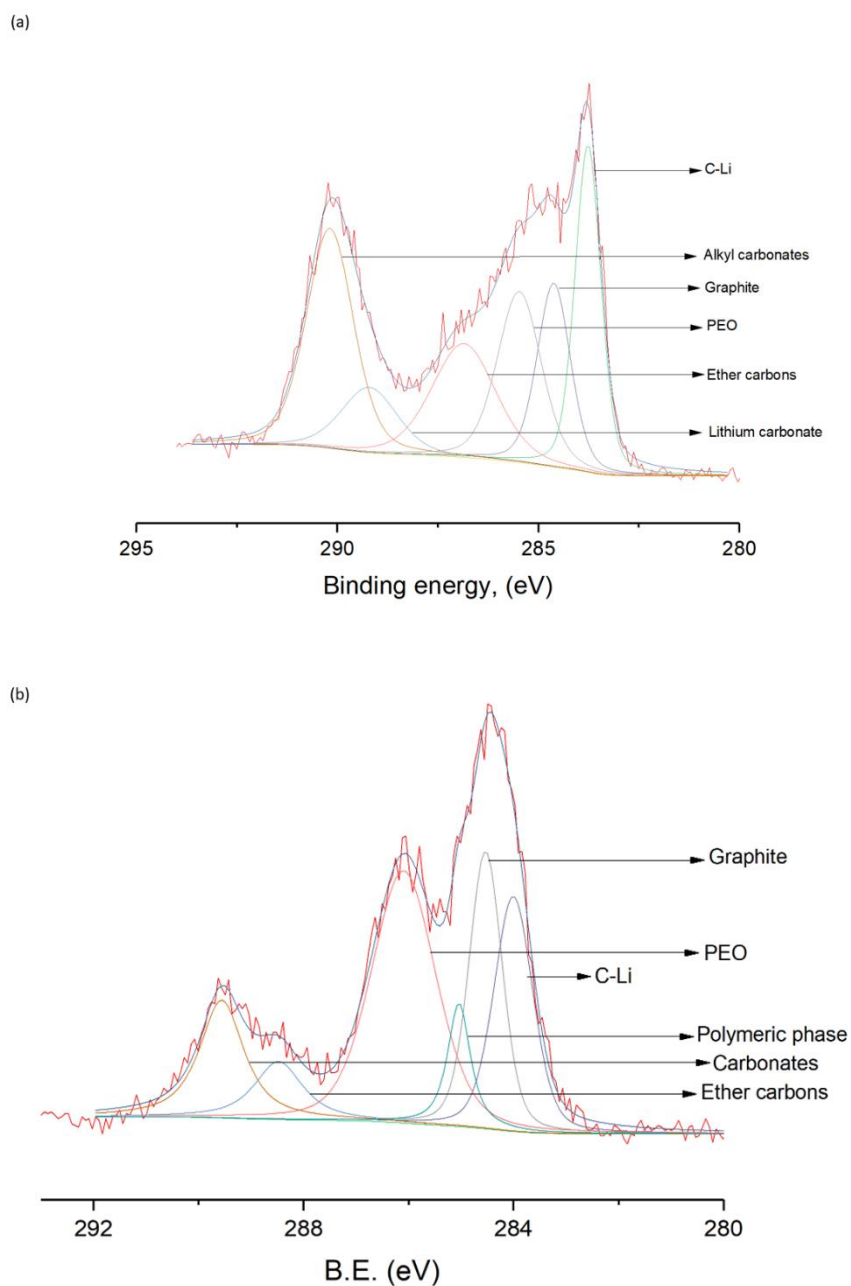 (a)
C-Li
Alkyl carbonates
Graphite
PEO
Ether carbons
Lithium carbonate
295 290 285 280
Binding energy, (eV)
(b)
Graphite
PEO
C-Li
Polymeric phase
Carbonates
Ether carbons
292 288 284 280
B.E. (eV)